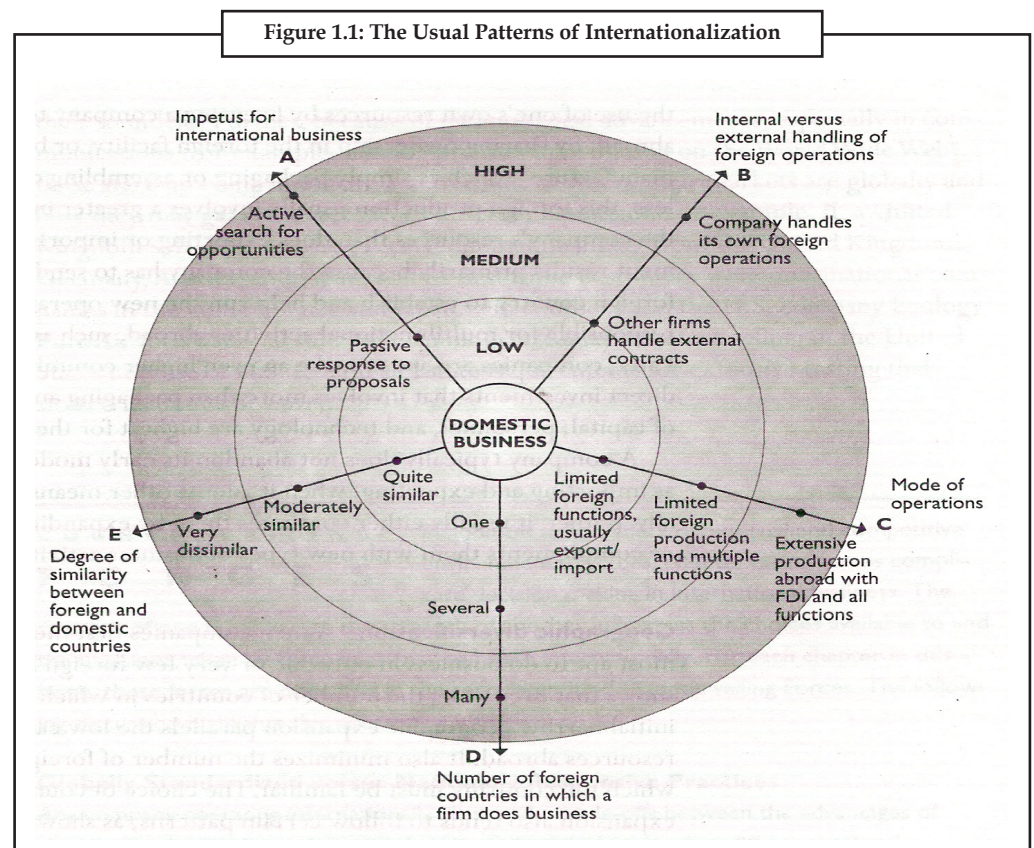 Figure 1.1: The Usual Patterns of Internationalization
Impetus for
international business
A
Internal versus
external handling of
foreign operations
B
HIGH
Active
search for
opportunities
Company handles
its own foreign
operations
MEDIUM
Passive
response to
proposals
LOW
Other firms
handle external
contracts
DOMESTIC
BUSINESS
Quite
similar
Moderately
similar
Very
dissimilar
E
Degree of
similarity
between
foreign and
domestic
countries
One
Several
Many
D
Number of foreign
countries in which a
firm does business
Limited
foreign
functions,
usually
export/
import
Limited
foreign
production
and multiple
functions
Mode of
operations
C
Extensive
production
abroad with
FDI and all
functions